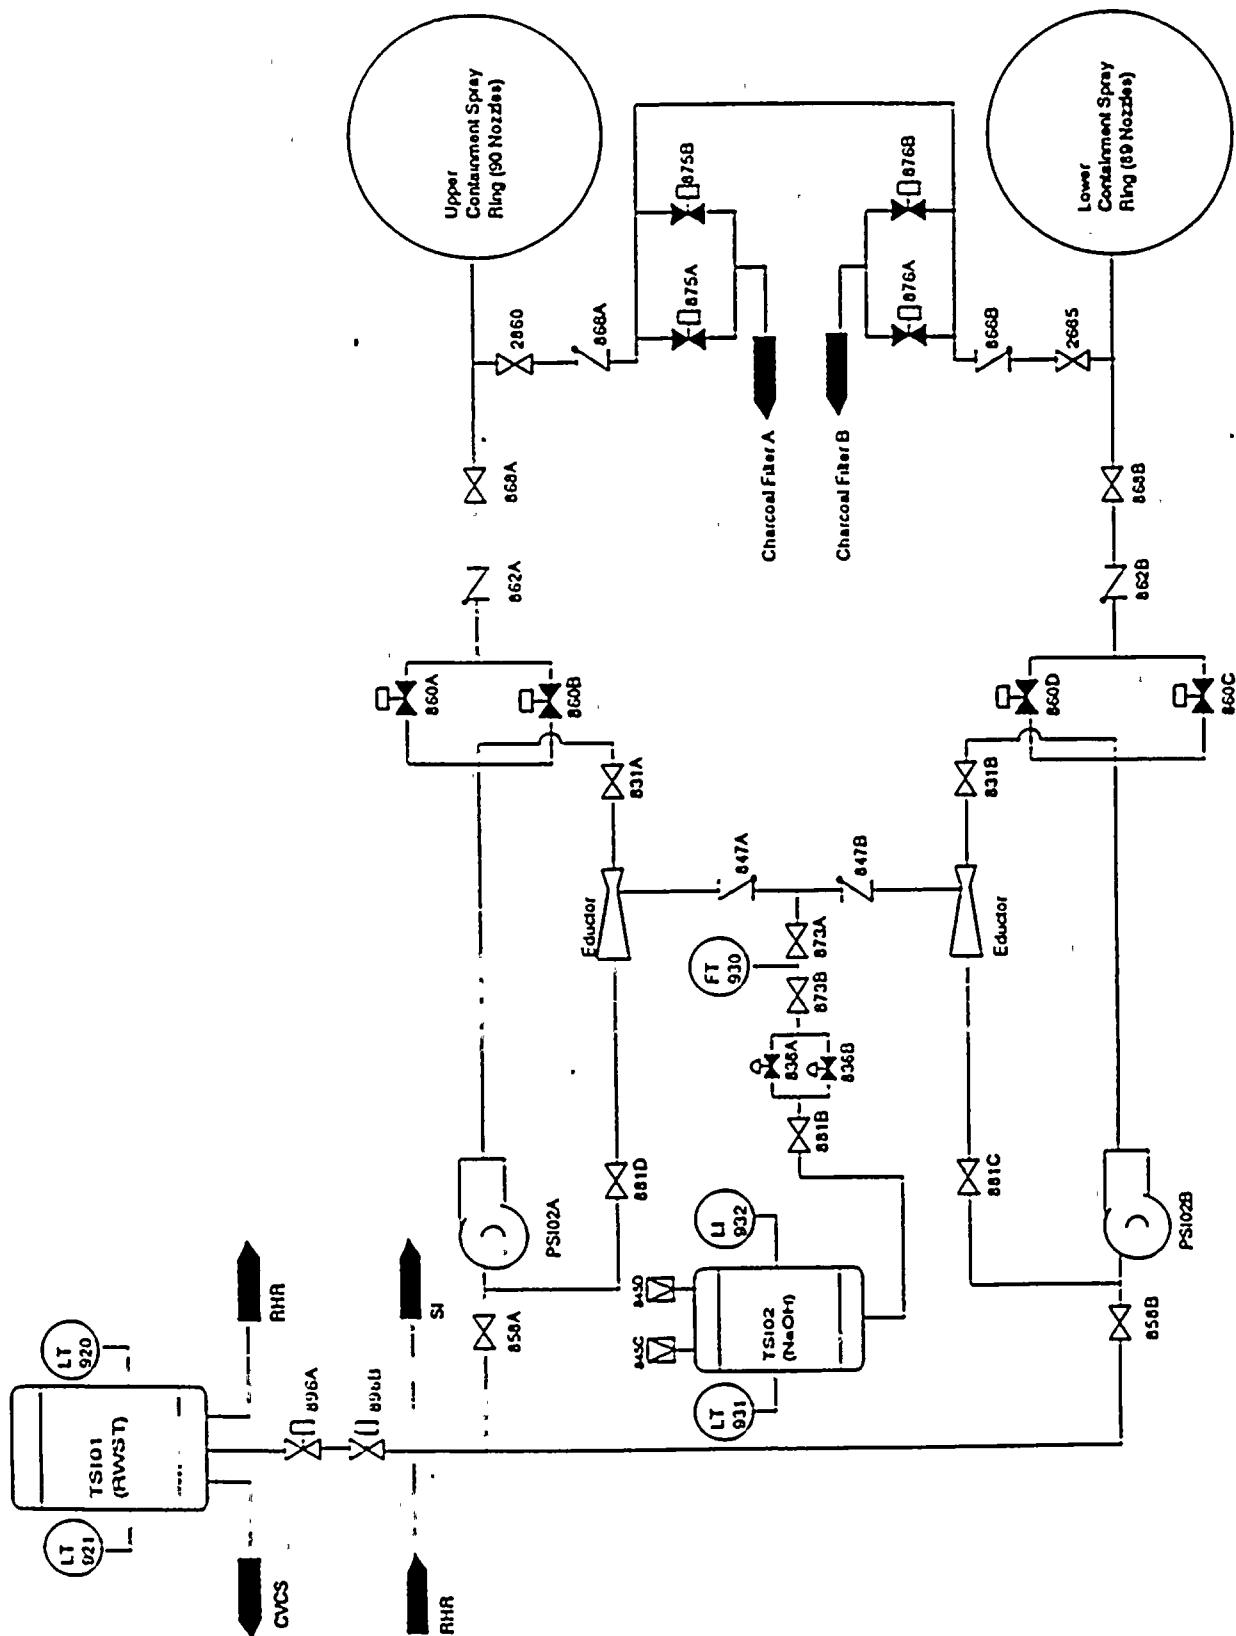 Upper
Containment Spray
Ring (90 Nozzles)
Lower
Containment Spray
Ring (89 Nozzles)
875B
876B
875A
876A
2860
868A
866B
2685
Charcoal Filter A
Charcoal Filter B
868A
868B
862A
862B
860A
860B
860D
860C
831A
831B
847A
847B
Eductor
Eductor
873A
FT
930
873B
836A
836B
881B
881D
881C
PSI02A
PSI02B
LI
932
845D
845C
TSI02
(NaOH)
LT
931
858A
858B
RHR
SI
LT
920
896A
896B
TSI01
(RWST)
LT
921
CVCS
RHR